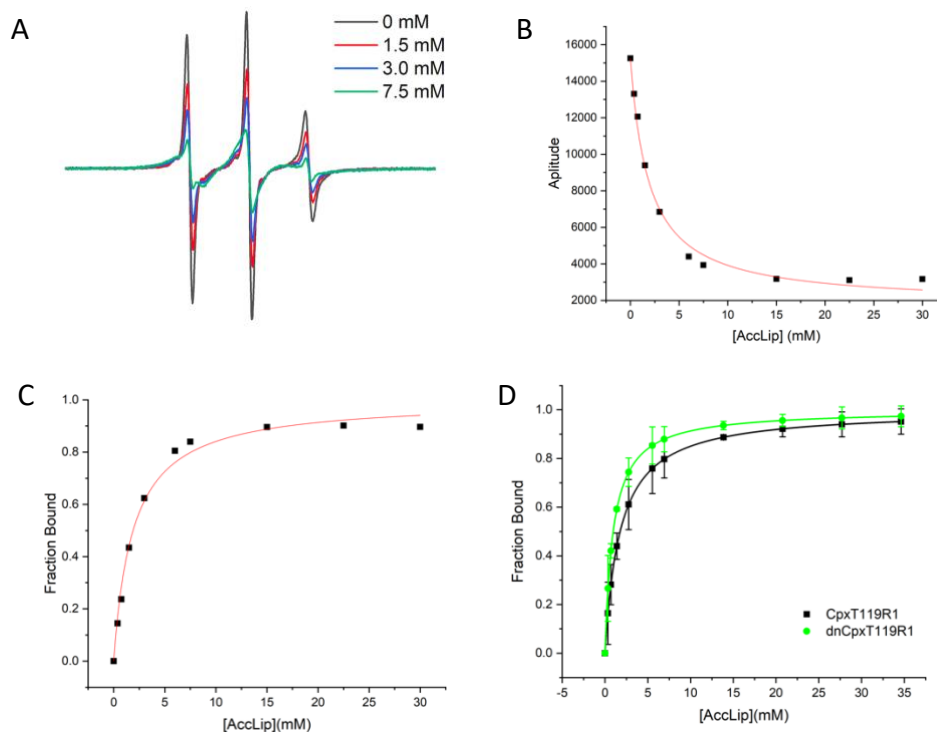 A
0 mM
1.5 mM
3.0 mM
7.5 mM
B
16000
14000
12000
10000
8000
6000
4000
2000
Aplitude
0 5 10 15 20 25 30
[AccLip] (mM)
C
1.0
0.8
0.6
0.4
0.2
0.0
Fraction Bound
0 5 10 15 20 25 30
[AccLip](mM)
D
1.0
0.8
0.6
0.4
0.2
0.0
Fraction Bound
CpxT119R1
dnCpxT119R1
-5 0 5 10 15 20 25 30 35
[AccLip](mM)